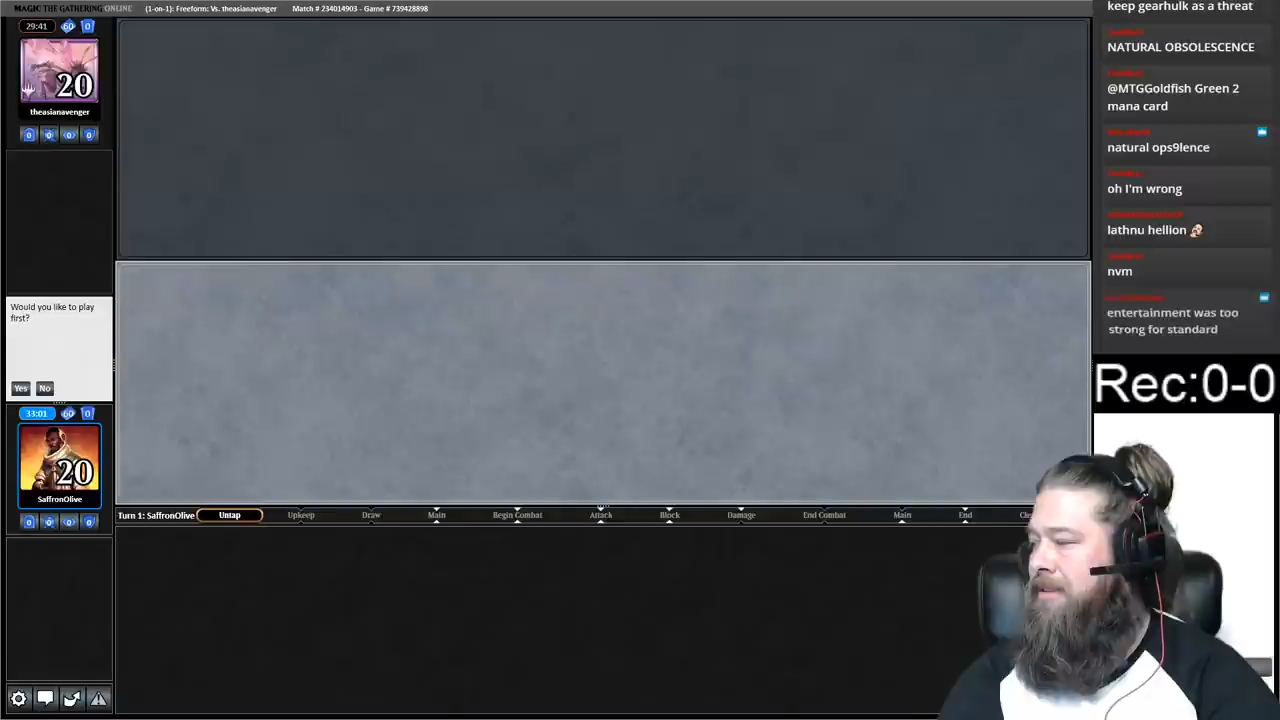 MAGIC THE GATHERING ONLINE (1-on-1): Freeform: Vs. theasianavenger Match # 234014903 - Game # 739428898
29:41 60 0
20
theasianavenger
0 0 0 0
Would you like to play
first?
Yes No
33:01 60 0
20
SaffronOlive
0 0 0 0
Turn 1: SaffronOlive Untap Upkeep Draw Main Begin Combat Attack Block Damage End Combat Main End
keep gearhulk as a threat
NATURAL OBSOLESCENCE
@MTGGoldfish Green 2
mana card
natural ops9lence
oh I'm wrong
lathnu hellion
nvm
entertainment was too
strong for standard
Rec:0-0